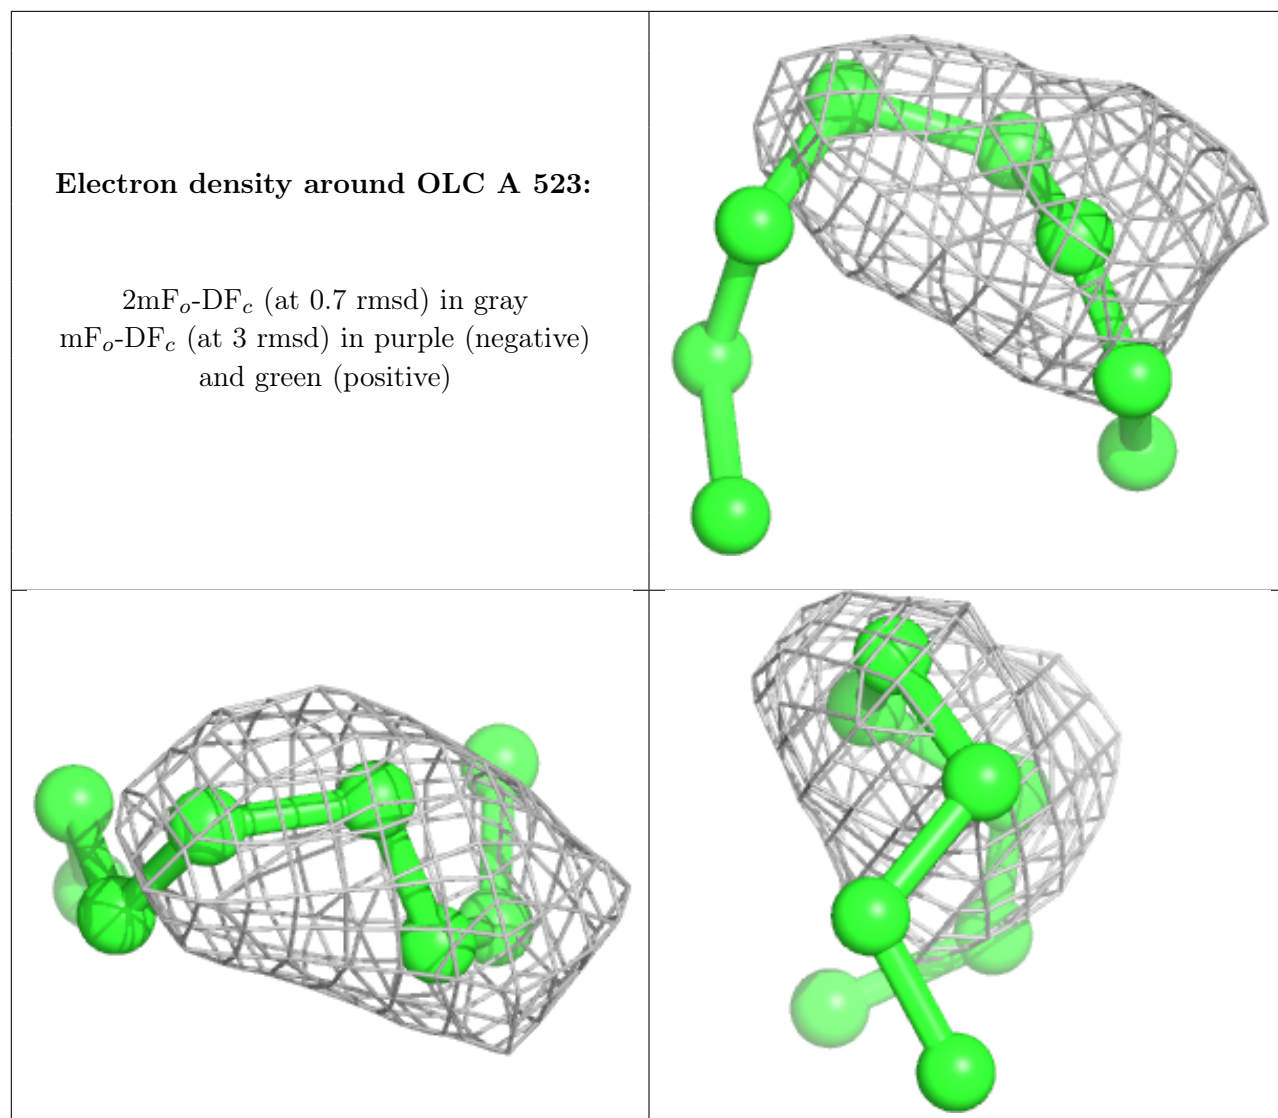 Electron density around OLC A 523:
2mFo-DFc (at 0.7 rmsd) in gray
mFo-DFc (at 3 rmsd) in purple (negative)
and green (positive)